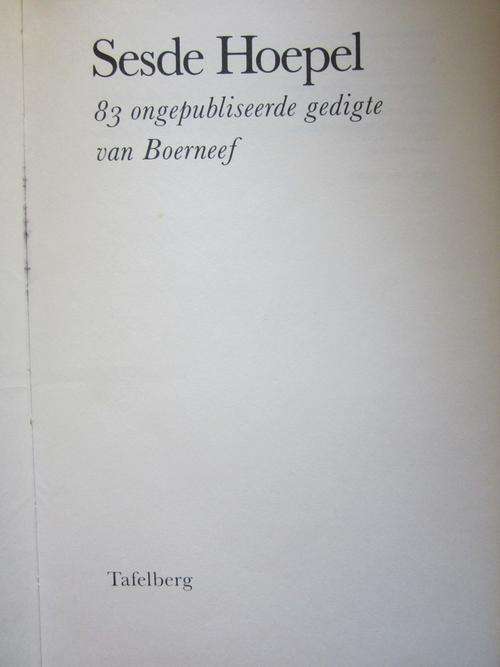 Sesde Hoepel
83 ongepubliseerde gedigte
van Boerneef
Tafelberg